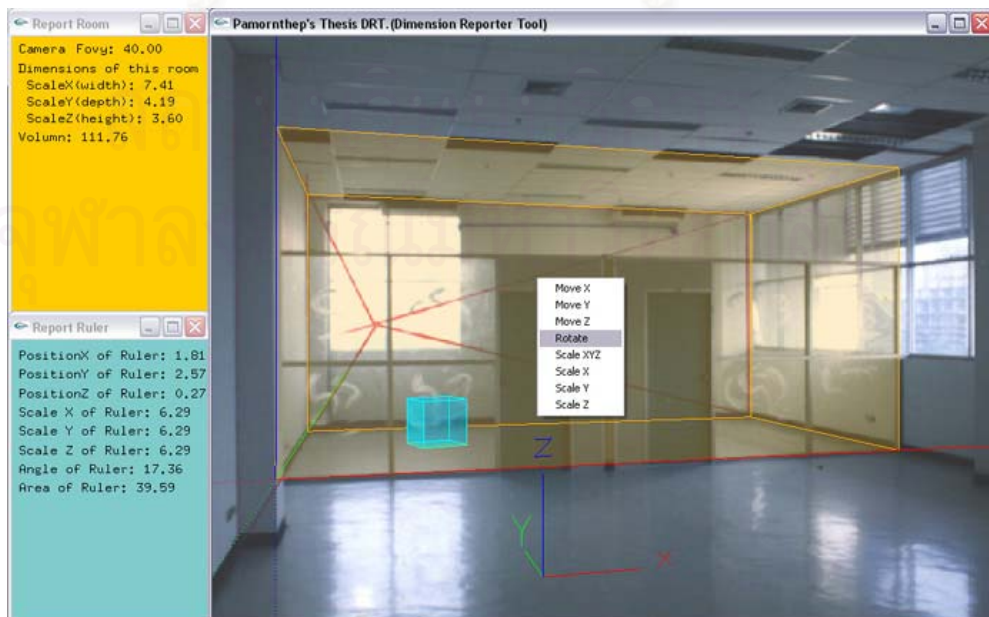 Report Room
Camera Fovy: 40.00
Dimensions of this room
ScaleX(width): 7.41
ScaleY(depth): 4.19
ScaleZ(height): 3.60
Volumn: 111.76
Report Ruler
PositionX of Ruler: 1.81
PositionY of Ruler: 2.57
PositionZ of Ruler: 0.27
Scale X of Ruler: 6.29
Scale Y of Ruler: 6.29
Scale Z of Ruler: 6.29
Angle of Ruler: 17.36
Area of Ruler: 39.59
Pamornthep's Thesis DRT.(Dimension Reporter Tool)
Move X
Move Y
Move Z
Rotate
Scale XYZ
Scale X
Scale Y
Scale Z
Z
Y
X